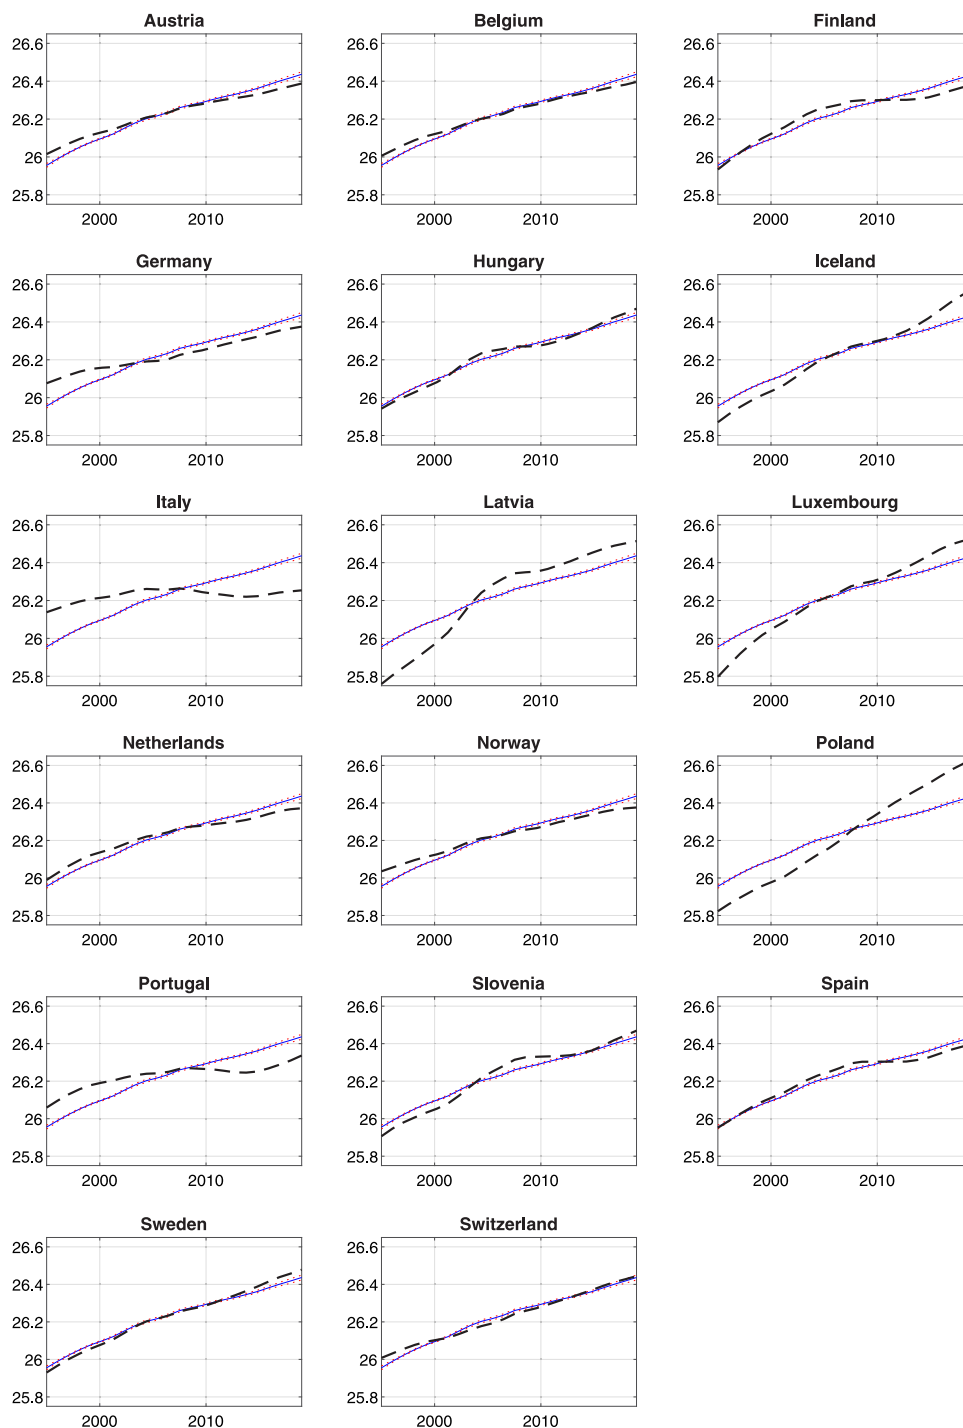 Austria Belgium Finland
26.6 26.6 26.6
26.4 26.4 26.4
26.2 26.2 26.2
26 26 26
25.8 25.8 25.8
2000 2010 2000 2010 2000 2010
Germany Hungary Iceland
26.6 26.6 26.6
26.4 26.4 26.4
26.2 26.2 26.2
26 26 26
25.8 25.8 25.8
2000 2010 2000 2010 2000 2010
Italy Latvia Luxembourg
26.6 26.6 26.6
26.4 26.4 26.4
26.2 26.2 26.2
26 26 26
25.8 25.8 25.8
2000 2010 2000 2010 2000 2010
Netherlands Norway Poland
26.6 26.6 26.6
26.4 26.4 26.4
26.2 26.2 26.2
26 26 26
25.8 25.8 25.8
2000 2010 2000 2010 2000 2010
Portugal Slovenia Spain
26.6 26.6 26.6
26.4 26.4 26.4
26.2 26.2 26.2
26 26 26
25.8 25.8 25.8
2000 2010 2000 2010 2000 2010
Sweden Switzerland
26.6 26.6
26.4 26.4
26.2 26.2
26 26
25.8 25.8
2000 2010 2000 2010